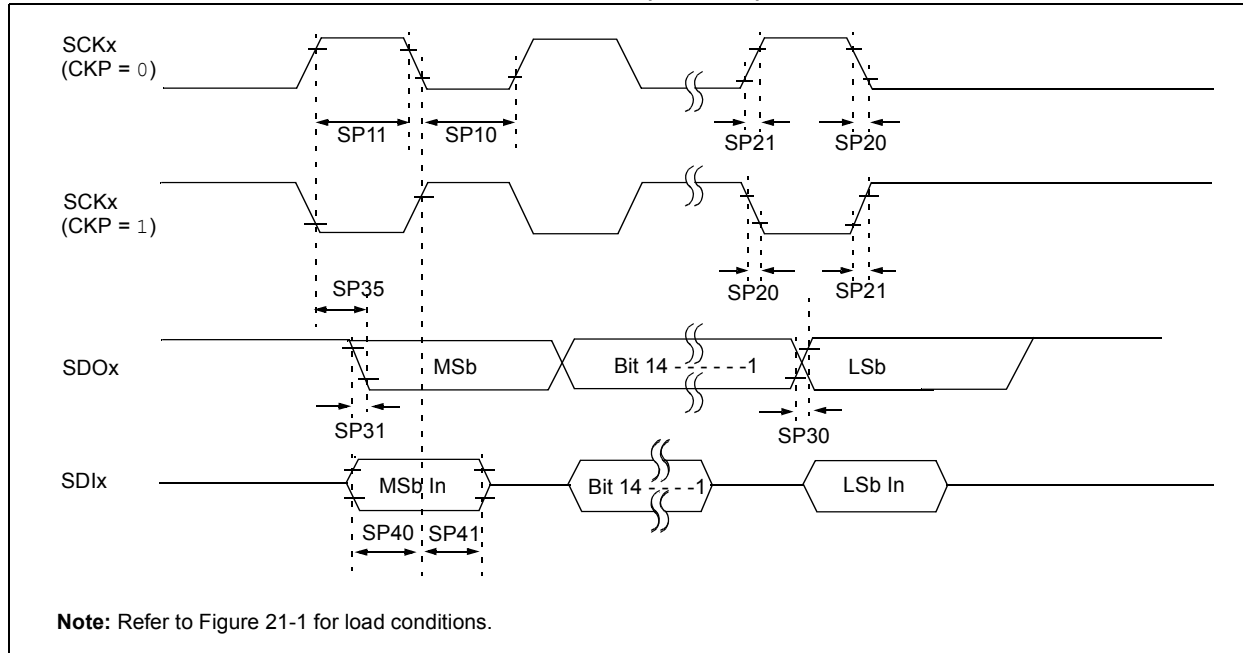 SCKx
(CKP = 0)
SP11
SP10
SP21
SP20
SCKx
(CKP = 1)
SP35
SP20
SP21
SDOx
MSb
Bit 14 - - - - - -1
LSb
SP31
SP30
SDIx
MSb In
Bit 14 - - - -1
LSb In
SP40
SP41
Note: Refer to Figure 21-1 for load conditions.